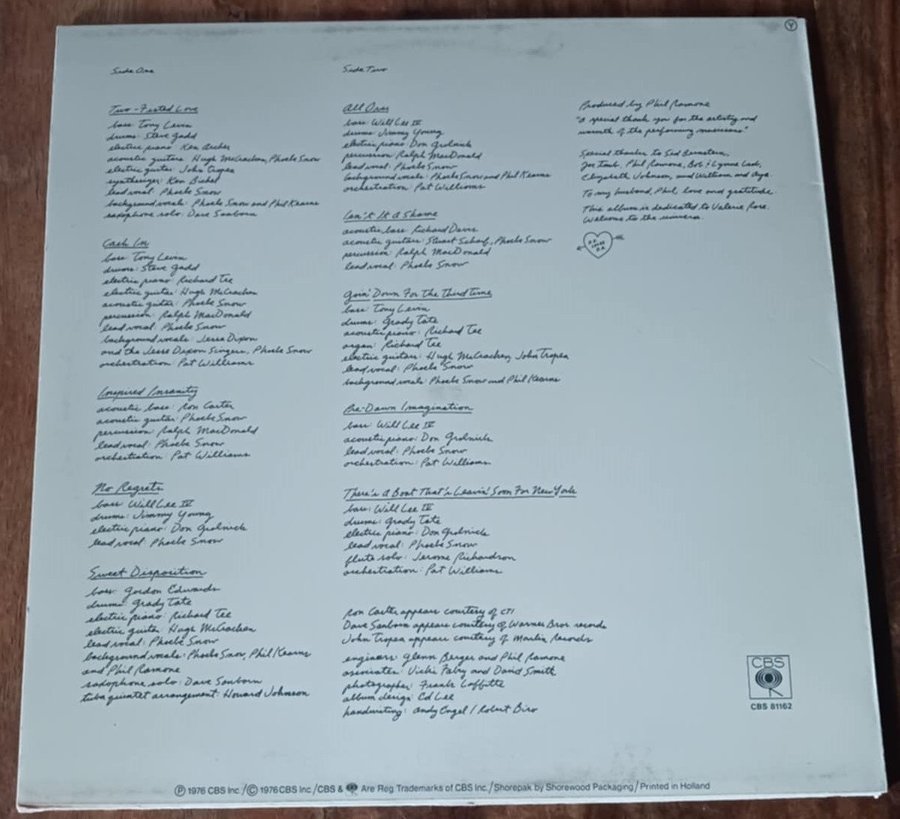 Side One
Two-Fisted Love
bass: Tony Levin
drums: Steve Gadd
electric piano: Ken Ascher
acoustic guitars: Hugh McCracken, Phoebe Snow
electric guitar: John Tropea
synthesizer: Ken Bichel
lead vocal: Phoebe Snow
background vocals: Phoebe Snow and Phil Kearns
saxophone solo: Dave Sanborn
Cash In
bass: Tony Levin
drums: Steve Gadd
electric piano: Richard Tee
electric guitar: Hugh McCracken
acoustic guitar: Phoebe Snow
percussion: Ralph MacDonald
lead vocal: Phoebe Snow
background vocals: Jesse Dixon
and the Jesse Dixon Singers, Phoebe Snow
orchestration: Pat Williams
Inspired Insanity
acoustic bass: Ron Carter
acoustic guitar: Phoebe Snow
percussion: Ralph MacDonald
lead vocal: Phoebe Snow
orchestration: Pat Williams
No Regrets
bass: Will Lee IV
drums: Jimmy Young
electric piano: Don Grolnick
lead vocal: Phoebe Snow
Sweet Disposition
bass: Gordon Edwards
drums: Grady Tate
electric piano: Richard Tee
electric guitar: Hugh McCracken
lead vocal: Phoebe Snow
background vocals: Phoebe Snow, Phil Kearns
and Phil Ramone
saxophone solo: Dave Sanborn
tuba quintet arrangement: Howard Johnson
Side Two
All Over
bass: Will Lee IV
drums: Jimmy Young
electric piano: Don Grolnick
percussion: Ralph MacDonald
lead vocal: Phoebe Snow
background vocals: Phoebe Snow and Phil Kearns
orchestration: Pat Williams
Isn't It A Shame
acoustic bass: Richard Davis
acoustic guitars: Stuart Scharf, Phoebe Snow
percussion: Ralph MacDonald
lead vocal: Phoebe Snow
Goin' Down For The Third Time
bass: Tony Levin
drums: Grady Tate
acoustic piano: Richard Tee
organ: Richard Tee
electric guitars: Hugh McCracken, John Tropea
lead vocal: Phoebe Snow
background vocals: Phoebe Snow and Phil Kearns
Pre-Dawn Imagination
bass: Will Lee IV
acoustic piano: Don Grolnick
lead vocal: Phoebe Snow
orchestration: Pat Williams
There's A Boat That's Leavin' Soon For New York
bass: Will Lee IV
drums: Grady Tate
electric piano: Don Grolnick
lead vocal: Phoebe Snow
flute solo: Jerome Richardson
orchestration: Pat Williams
Ron Carter appears courtesy of CTI
Dave Sanborn appears courtesy of Warner Bros records
John Tropea appears courtesy of Marlin Records
engineers: Glenn Berger and Phil Ramone
associates: Vicki Fabry and David Smith
photographer: Frank Laffitte
album design: Ed Lee
handwriting: Andy Engel / Robert Biro
Y
Produced by Phil Ramone
"a special thank you for the artistry and
warmth of the performing musicians"
Special thanks to Sid Bernstein,
Joe Tarsia, Phil Ramone, Bob & Lynne
Elizabeth Johnson, and William and
To my husband, Phil, love and gratitude.
This album is dedicated to Valerie Rose.
Welcome to the universe.
CBS
CBS 81162
Ⓟ 1976 CBS Inc / © 1976 CBS Inc / CBS & Are Reg Trademarks of CBS Inc. / Shorepak by Shorewood Packaging / Printed in Holland